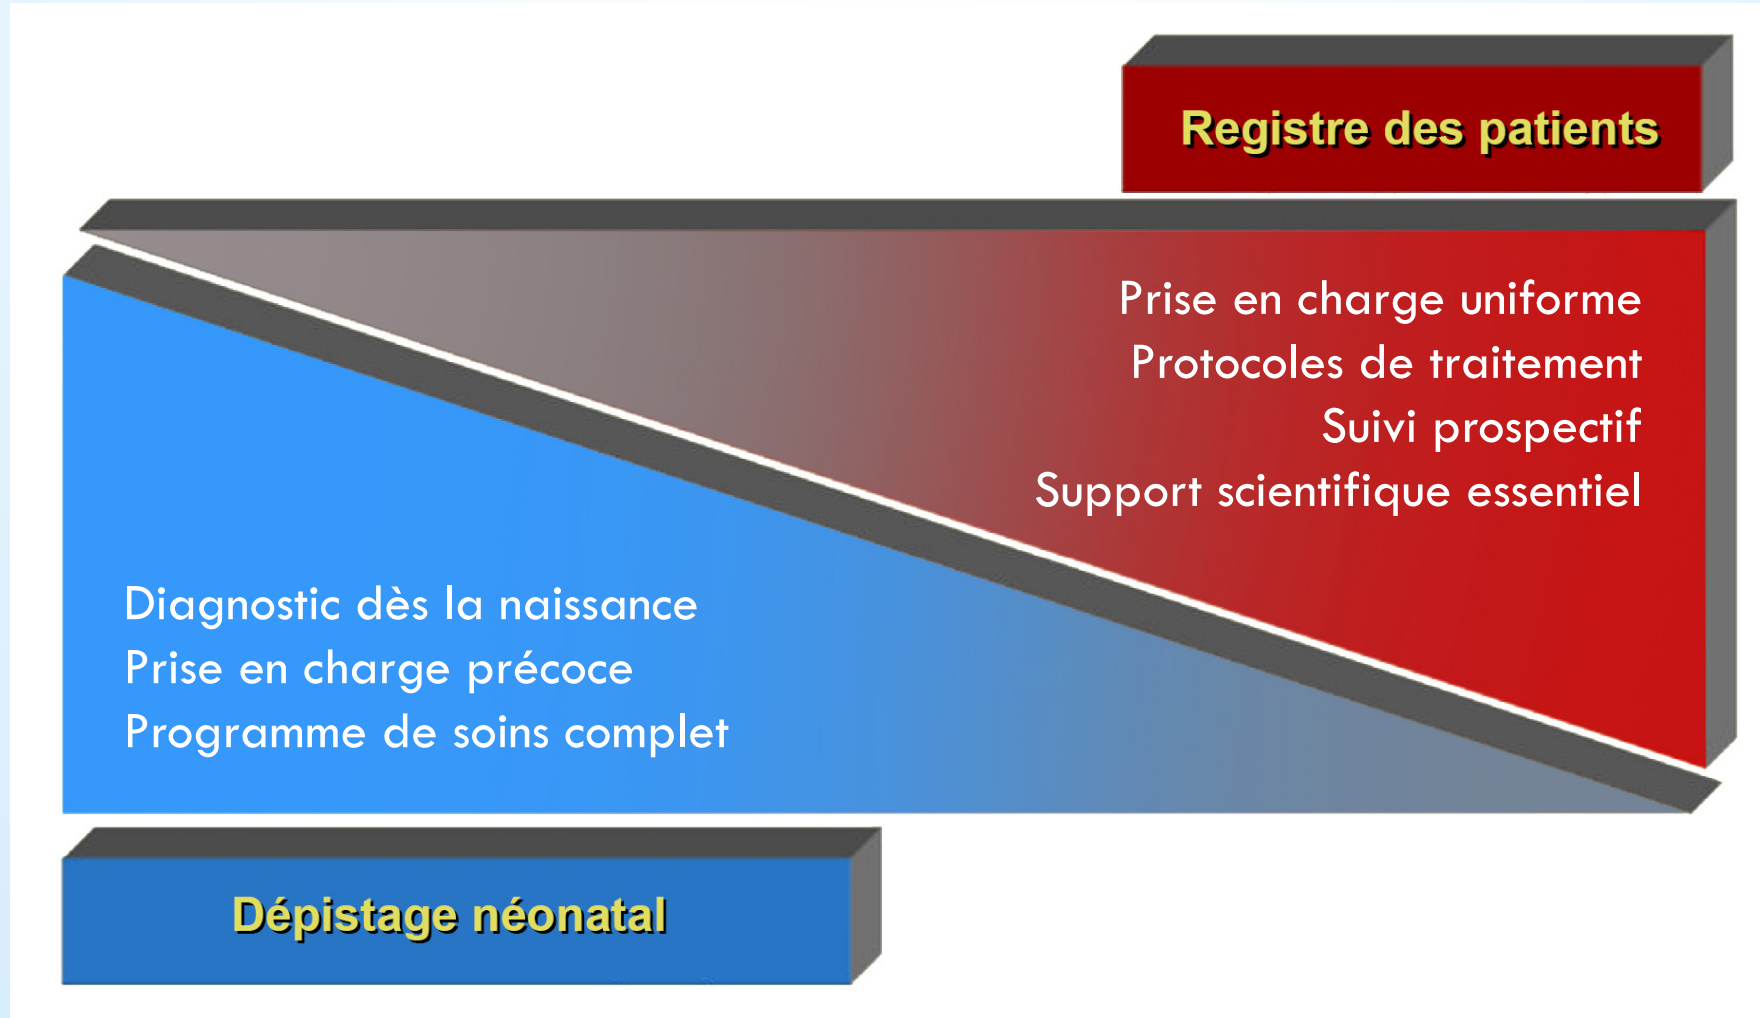 Registre des patients
Prise en charge uniforme
Protocoles de traitement
Suivi prospectif
Support scientifique essentiel
Diagnostic dès la naissance
Prise en charge précoce
Programme de soins complet
Dépistage néonatal